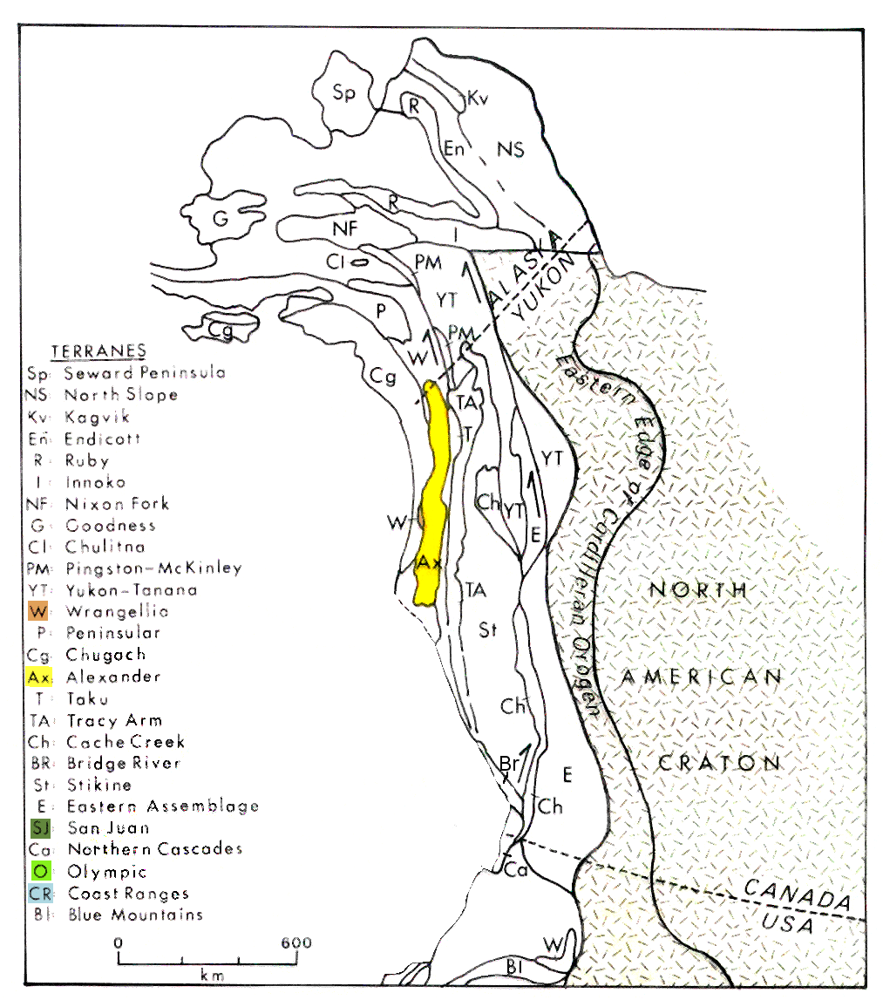 Sp
Kv
R
En
NS
G
R
NF
I
Cl
PM
ALASKA
YUKON
YT
P
Cg
PM
W
Cg
Eastern Edge of Cordilleran Orogen
TA
T
YT
Ch
YT
W
E
Ax
TA
St
NORTH
AMERICAN
CRATON
Ch
Br
E
Ch
Ca
CANADA
USA
W
Bl
TERRANES
Sp: Seward Peninsula
NS: North Slope
Kv: Kagvik
En: Endicott
R: Ruby
I: Innoko
NF: Nixon Fork
G: Goodness
Cl: Chulitna
PM: Pingston-McKinley
YT: Yukon-Tanana
W: Wrangellia
P: Peninsular
Cg: Chugach
Ax: Alexander
T: Taku
TA: Tracy Arm
Ch: Cache Creek
BR: Bridge River
St: Stikine
E: Eastern Assemblage
SJ: San Juan
Ca: Northern Cascades
O: Olympic
CR: Coast Ranges
Bl: Blue Mountains
0 600
km